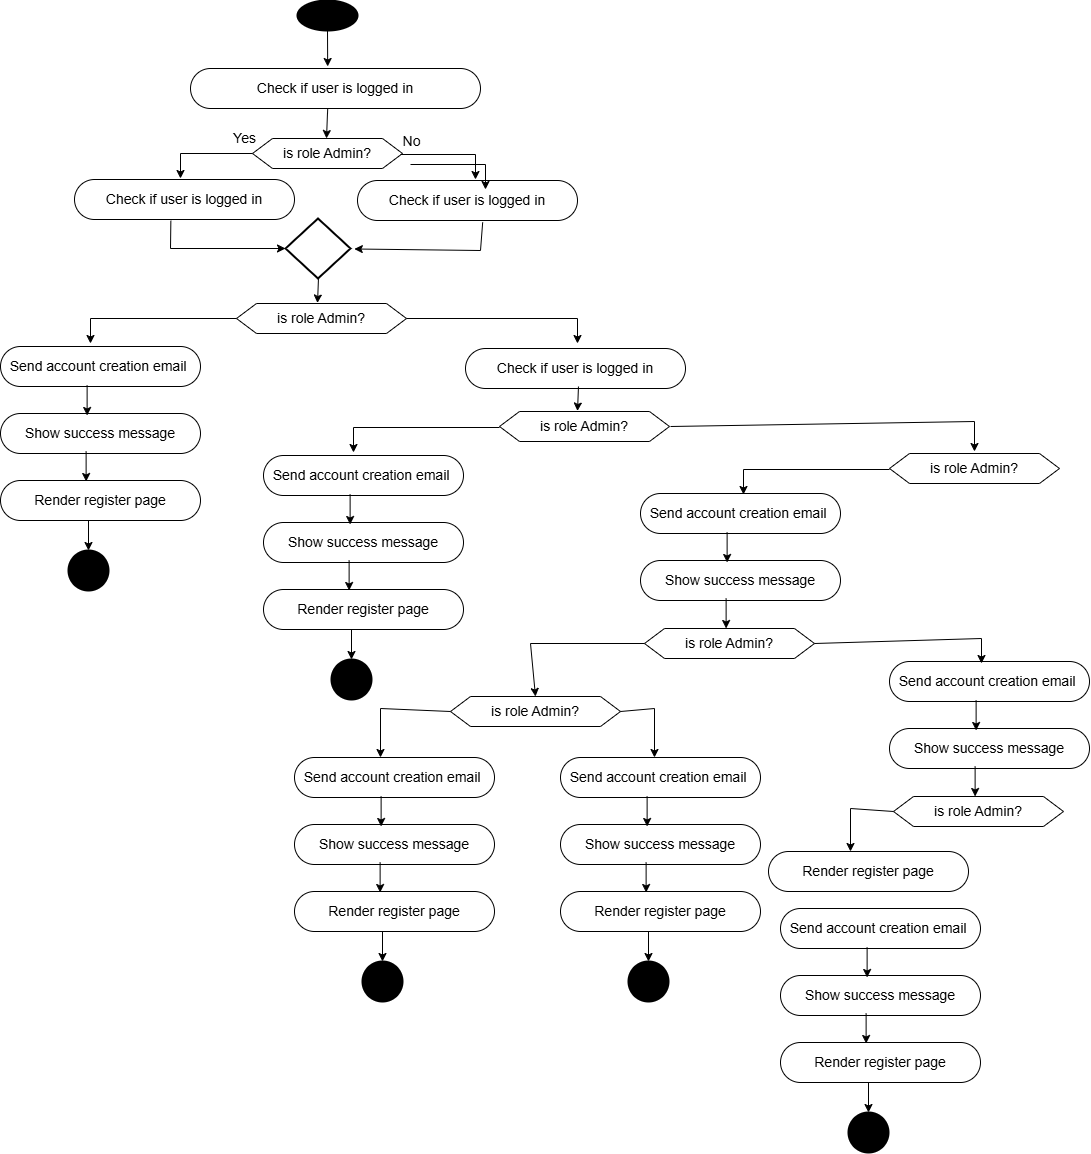 Check if user is logged in
Yes
is role Admin?
No
Check if user is logged in
Check if user is logged in
is role Admin?
Send account creation email
Check if user is logged in
Show success message
is role Admin?
Send account creation email
is role Admin?
Render register page
Send account creation email
Show success message
Show success message
Render register page
is role Admin?
Send account creation email
is role Admin?
Show success message
Send account creation email
Send account creation email
is role Admin?
Show success message
Show success message
Render register page
Render register page
Render register page
Send account creation email
Show success message
Render register page